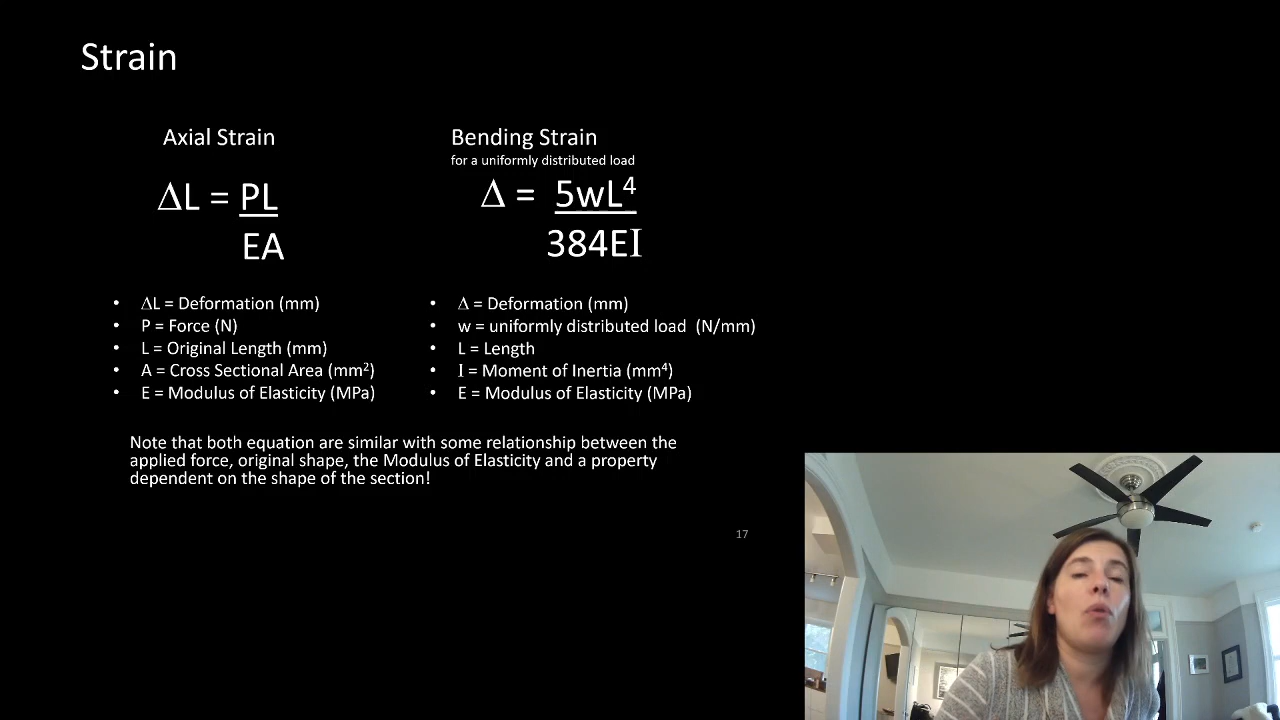 Strain
Axial Strain
ΔL = PL
EA
• ΔL = Deformation (mm)
• P = Force (N)
• L = Original Length (mm)
• A = Cross Sectional Area (mm²)
• E = Modulus of Elasticity (MPa)
Bending Strain
for a uniformly distributed load
Δ = 5wL⁴
384EI
• Δ = Deformation (mm)
• w = uniformly distributed load (N/mm)
• L = Length
• I = Moment of Inertia (mm⁴)
• E = Modulus of Elasticity (MPa)
Note that both equation are similar with some relationship between the
applied force, original shape, the Modulus of Elasticity and a property
dependent on the shape of the section!
17